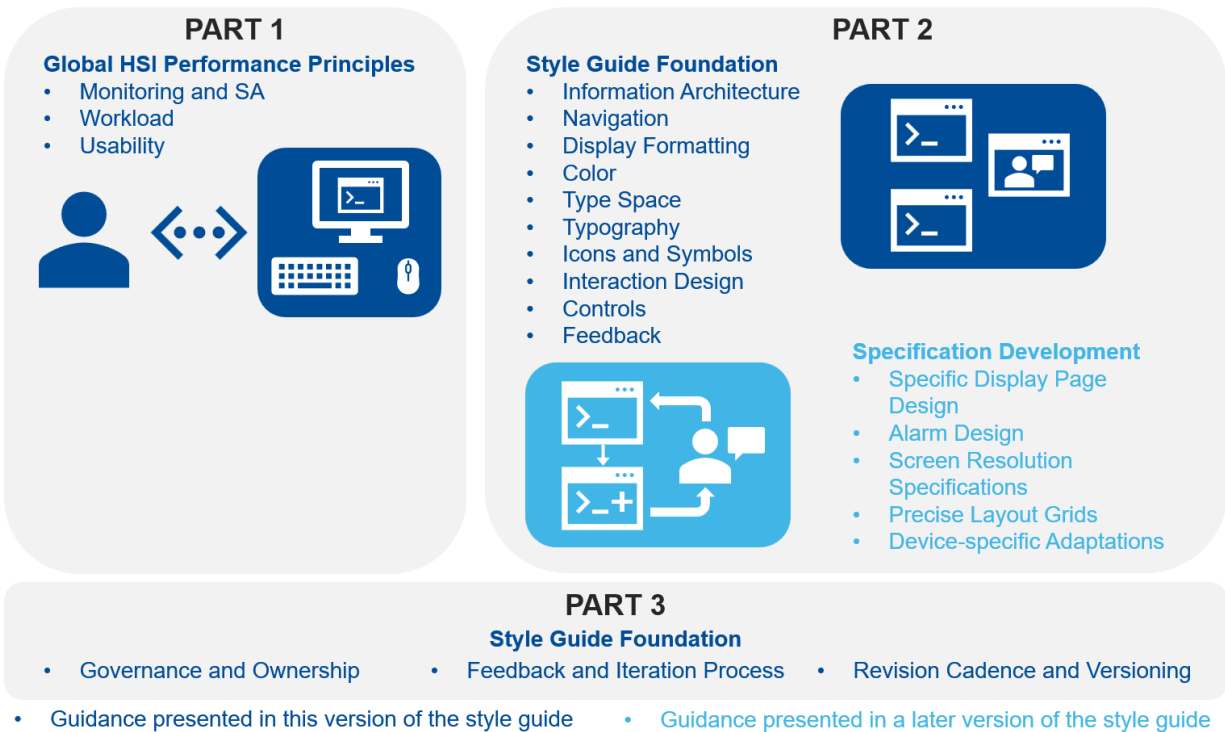 PART 1
Global HSI Performance Principles
• Monitoring and SA
• Workload
• Usability
PART 2
Style Guide Foundation
• Information Architecture
• Navigation
• Display Formatting
• Color
• Type Space
• Typography
• Icons and Symbols
• Interaction Design
• Controls
• Feedback
Specification Development
• Specific Display Page
Design
• Alarm Design
• Screen Resolution
Specifications
• Precise Layout Grids
• Device-specific Adaptations
PART 3
Style Guide Foundation
• Governance and Ownership • Feedback and Iteration Process • Revision Cadence and Versioning
• Guidance presented in this version of the style guide • Guidance presented in a later version of the style guide